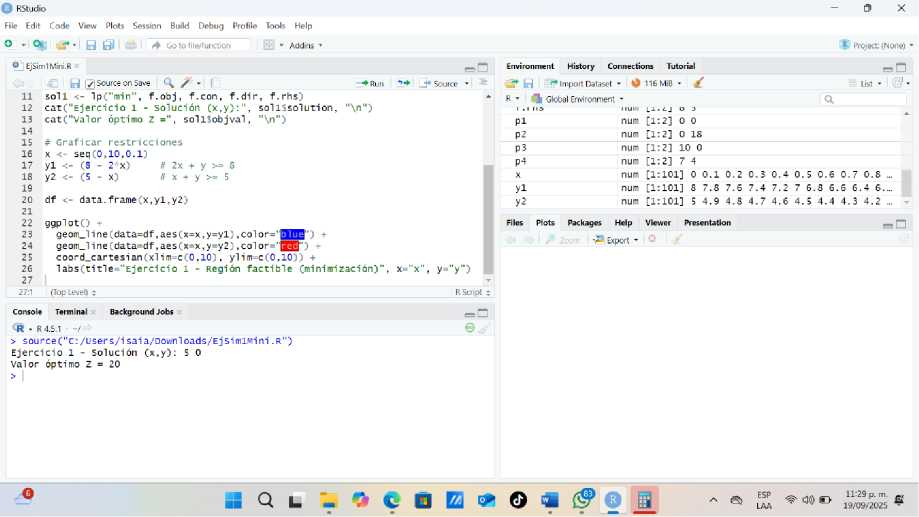 RStudio
File Edit Code View Plots Session Build Debug Profile Tools Help
Go to file/function Addins Project: (None)
EjSim1Mini.R
Source on Save Run Source
11 sol1 <- lp("min", f.obj, f.con, f.dir, f.rhs)
12 cat("Ejercicio 1 - Solución (x,y):", sol1$solution, "\n")
13 cat("Valor óptimo Z =", sol1$objval, "\n")
14
15 # Graficar restricciones
16 x <- seq(0,10,0.1)
17 y1 <- (8 - 2*x) # 2x + y >= 8
18 y2 <- (5 - x) # x + y >= 5
19
20 df <- data.frame(x,y1,y2)
21
22 ggplot() +
23 geom_line(data=df,aes(x=x,y=y1),color="blue") +
24 geom_line(data=df,aes(x=x,y=y2),color="red") +
25 coord_cartesian(xlim=c(0,10), ylim=c(0,10)) +
26 labs(title="Ejercicio 1 - Región factible (minimización)", x="x", y="y")
27
27:1 (Top Level) R Script
Console Terminal Background Jobs
R 4.5.1 · ~/
> source("C:/Users/isaia/Downloads/EjSim1Mini.R")
Ejercicio 1 - Solución (x,y): 5 0
Valor óptimo Z = 20
>
Environment History Connections Tutorial
Import Dataset 116 MiB List
R Global Environment
f.rhs num [1:2] 8 5
p1 num [1:2] 0 0
p2 num [1:2] 0 18
p3 num [1:2] 10 0
p4 num [1:2] 7 4
x num [1:101] 0 0.1 0.2 0.3 0.4 0.5 0.6 0.7 0.8 …
y1 num [1:101] 8 7.8 7.6 7.4 7.2 7 6.8 6.6 6.4 6.…
y2 num [1:101] 5 4.9 4.8 4.7 4.6 4.5 4.4 4.3 4.2 …
Files Plots Packages Help Viewer Presentation
Zoom Export
6
83
ESP
LAA
11:29 p. m.
19/09/2025